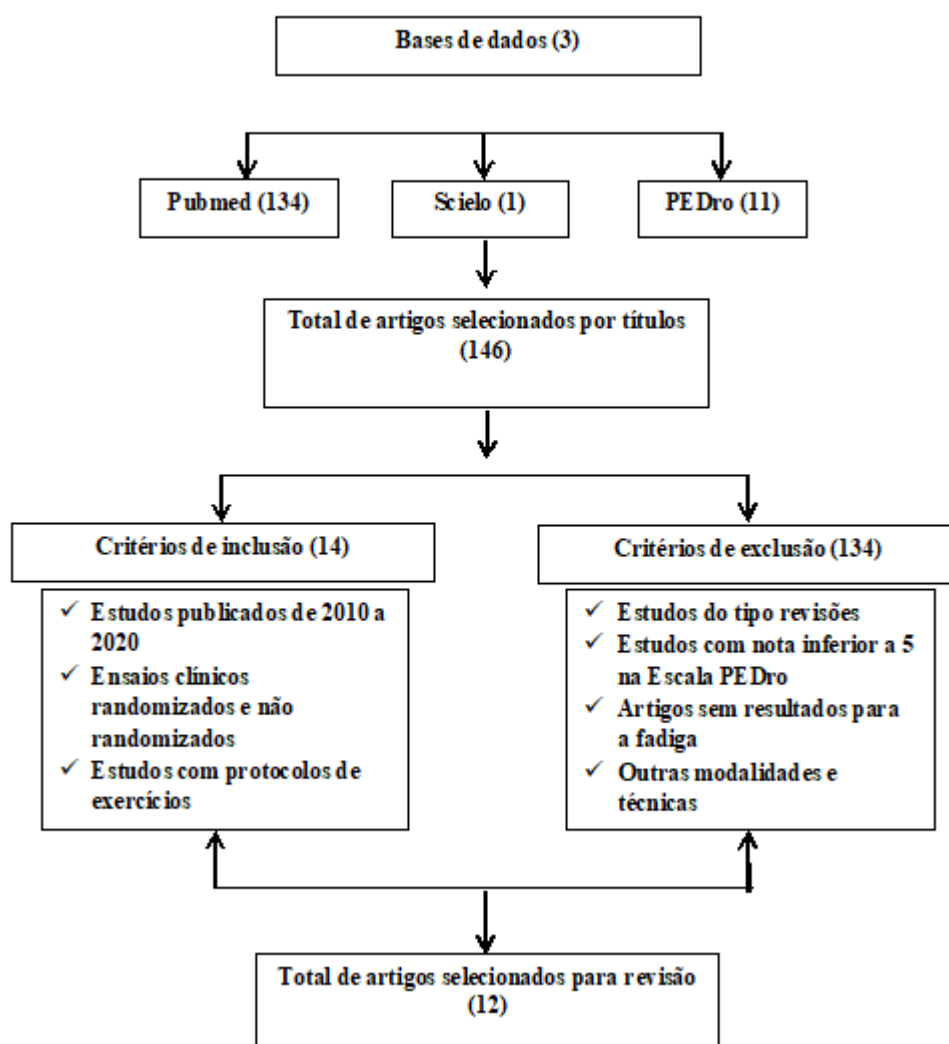 Bases de dados (3)
Pubmed (134)
Scielo (1)
PEDro (11)
Total de artigos selecionados por títulos
(146)
Critérios de inclusão (14)
✓ Estudos publicados de 2010 a
2020
✓ Ensaios clínicos
randomizados e não
randomizados
✓ Estudos com protocolos de
exercícios
Critérios de exclusão (134)
✓ Estudos do tipo revisões
✓ Estudos com nota inferior a 5
na Escala PEDro
✓ Artigos sem resultados para
a fadiga
✓ Outras modalidades e
técnicas
Total de artigos selecionados para revisão
(12)